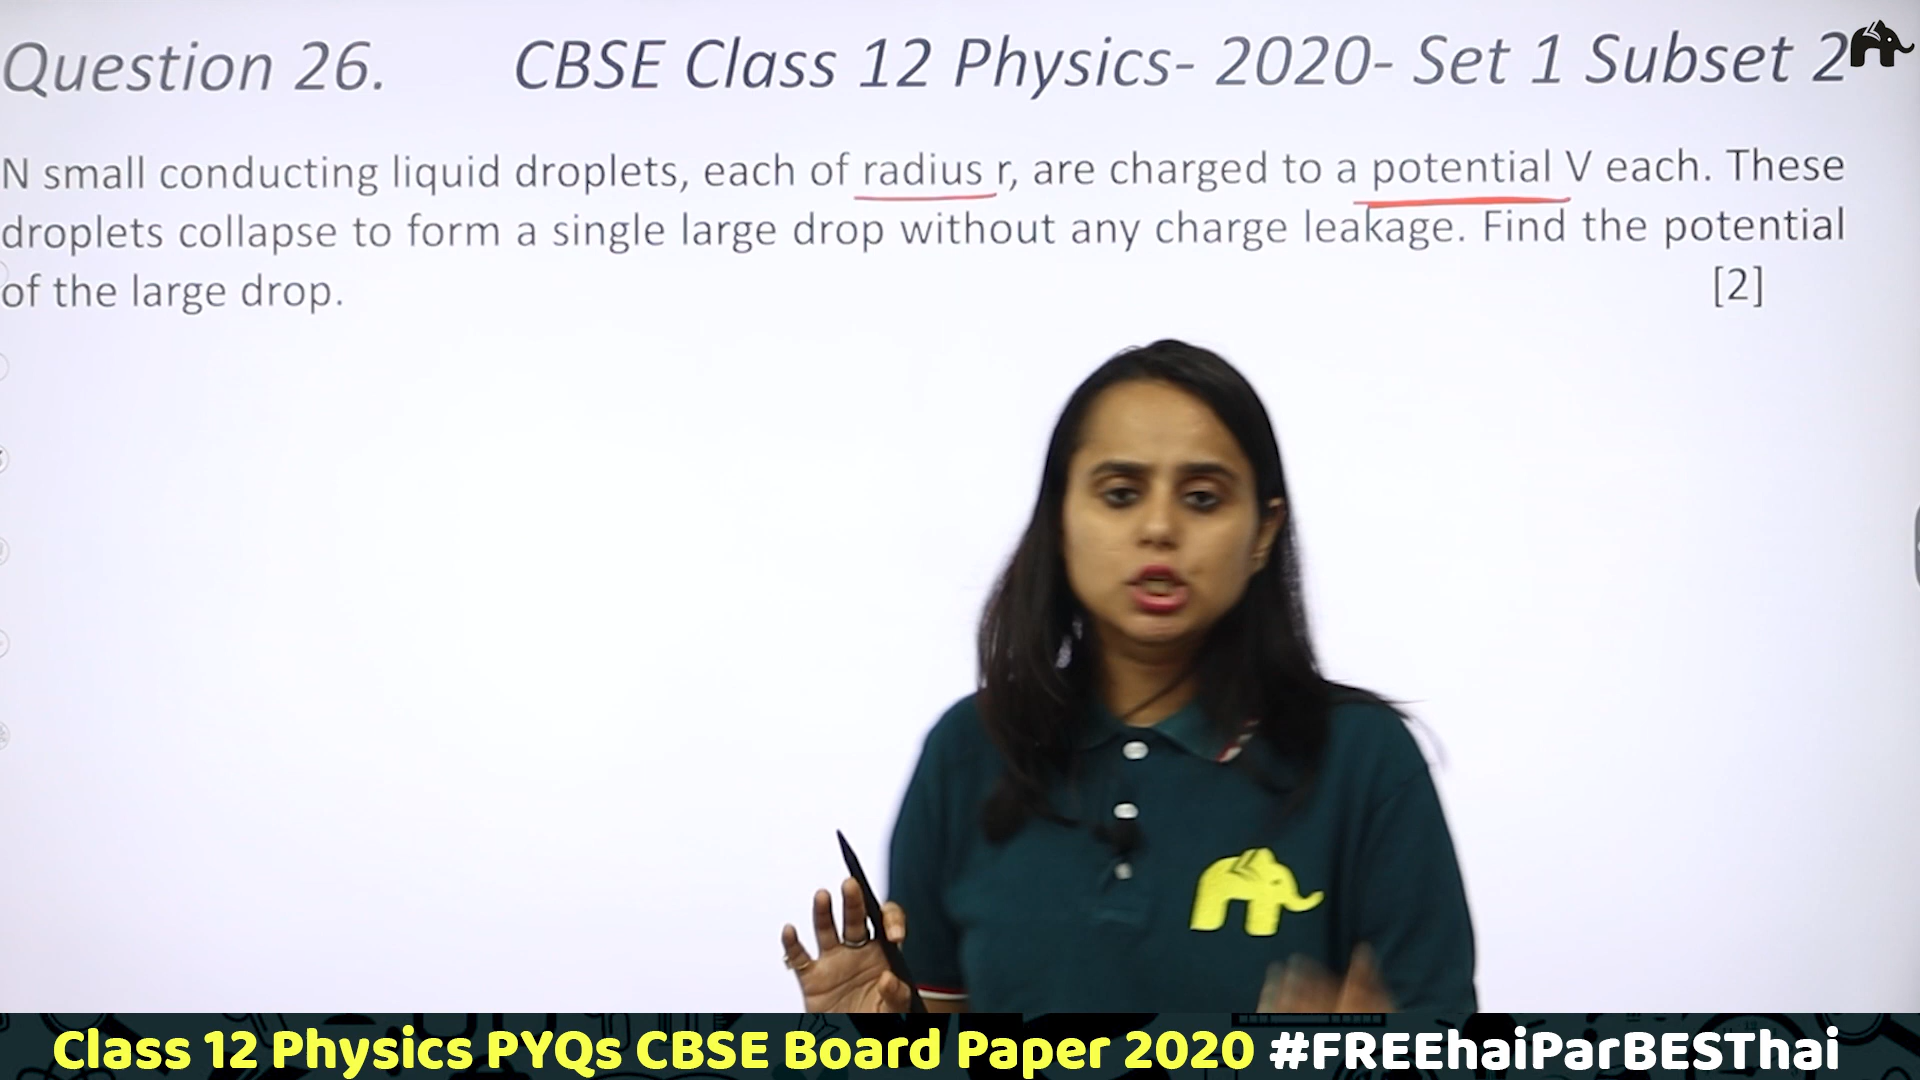 Question 26. CBSE Class 12 Physics- 2020- Set 1 Subset 2
N small conducting liquid droplets, each of radius r, are charged to a potential V each. These
droplets collapse to form a single large drop without any charge leakage. Find the potential
of the large drop. [2]
Class 12 Physics PYQs CBSE Board Paper 2020 #FREEhaiParBESThai